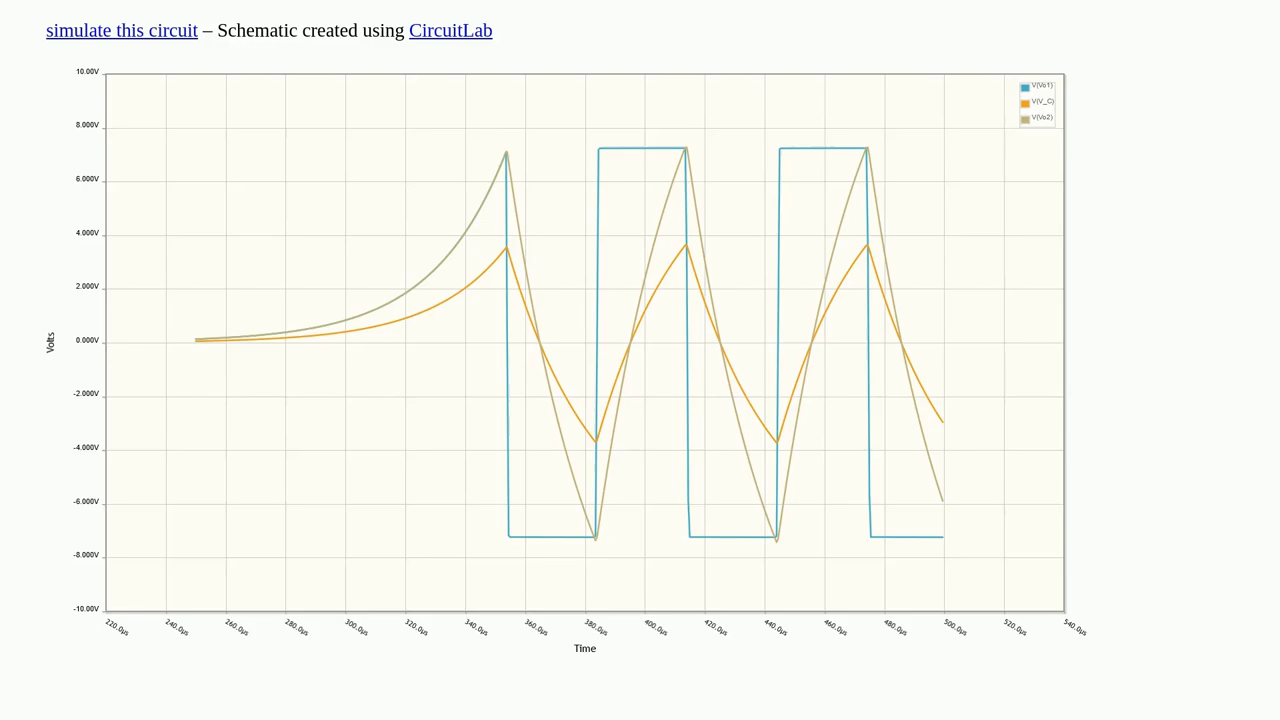 simulate this circuit – Schematic created using CircuitLab
10.00V
V(Vo1)
V(V_C)
V(Vo2)
8.000V
6.000V
4.000V
2.000V
0.000V
Volts
-2.000V
-4.000V
-6.000V
-8.000V
-10.00V
220.0µs 240.0µs 260.0µs 280.0µs 300.0µs 320.0µs 340.0µs 360.0µs 380.0µs 400.0µs 420.0µs 440.0µs 460.0µs 480.0µs 500.0µs 520.0µs 540.0µs
Time